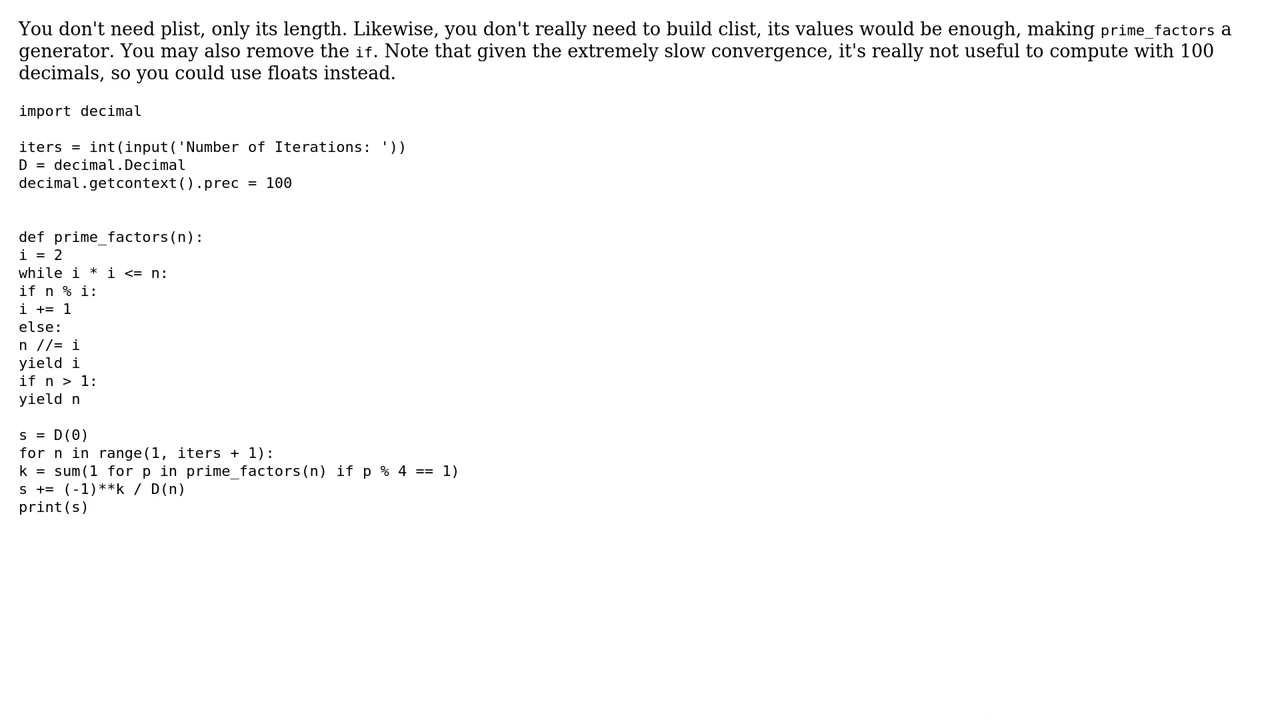 You don't need plist, only its length. Likewise, you don't really need to build clist, its values would be enough, making prime_factors a
generator. You may also remove the if. Note that given the extremely slow convergence, it's really not useful to compute with 100
decimals, so you could use floats instead.
import decimal
iters = int(input('Number of Iterations: '))
D = decimal.Decimal
decimal.getcontext().prec = 100
def prime_factors(n):
i = 2
while i * i <= n:
if n % i:
i += 1
else:
n //= i
yield i
if n > 1:
yield n
s = D(0)
for n in range(1, iters + 1):
k = sum(1 for p in prime_factors(n) if p % 4 == 1)
s += (-1)**k / D(n)
print(s)